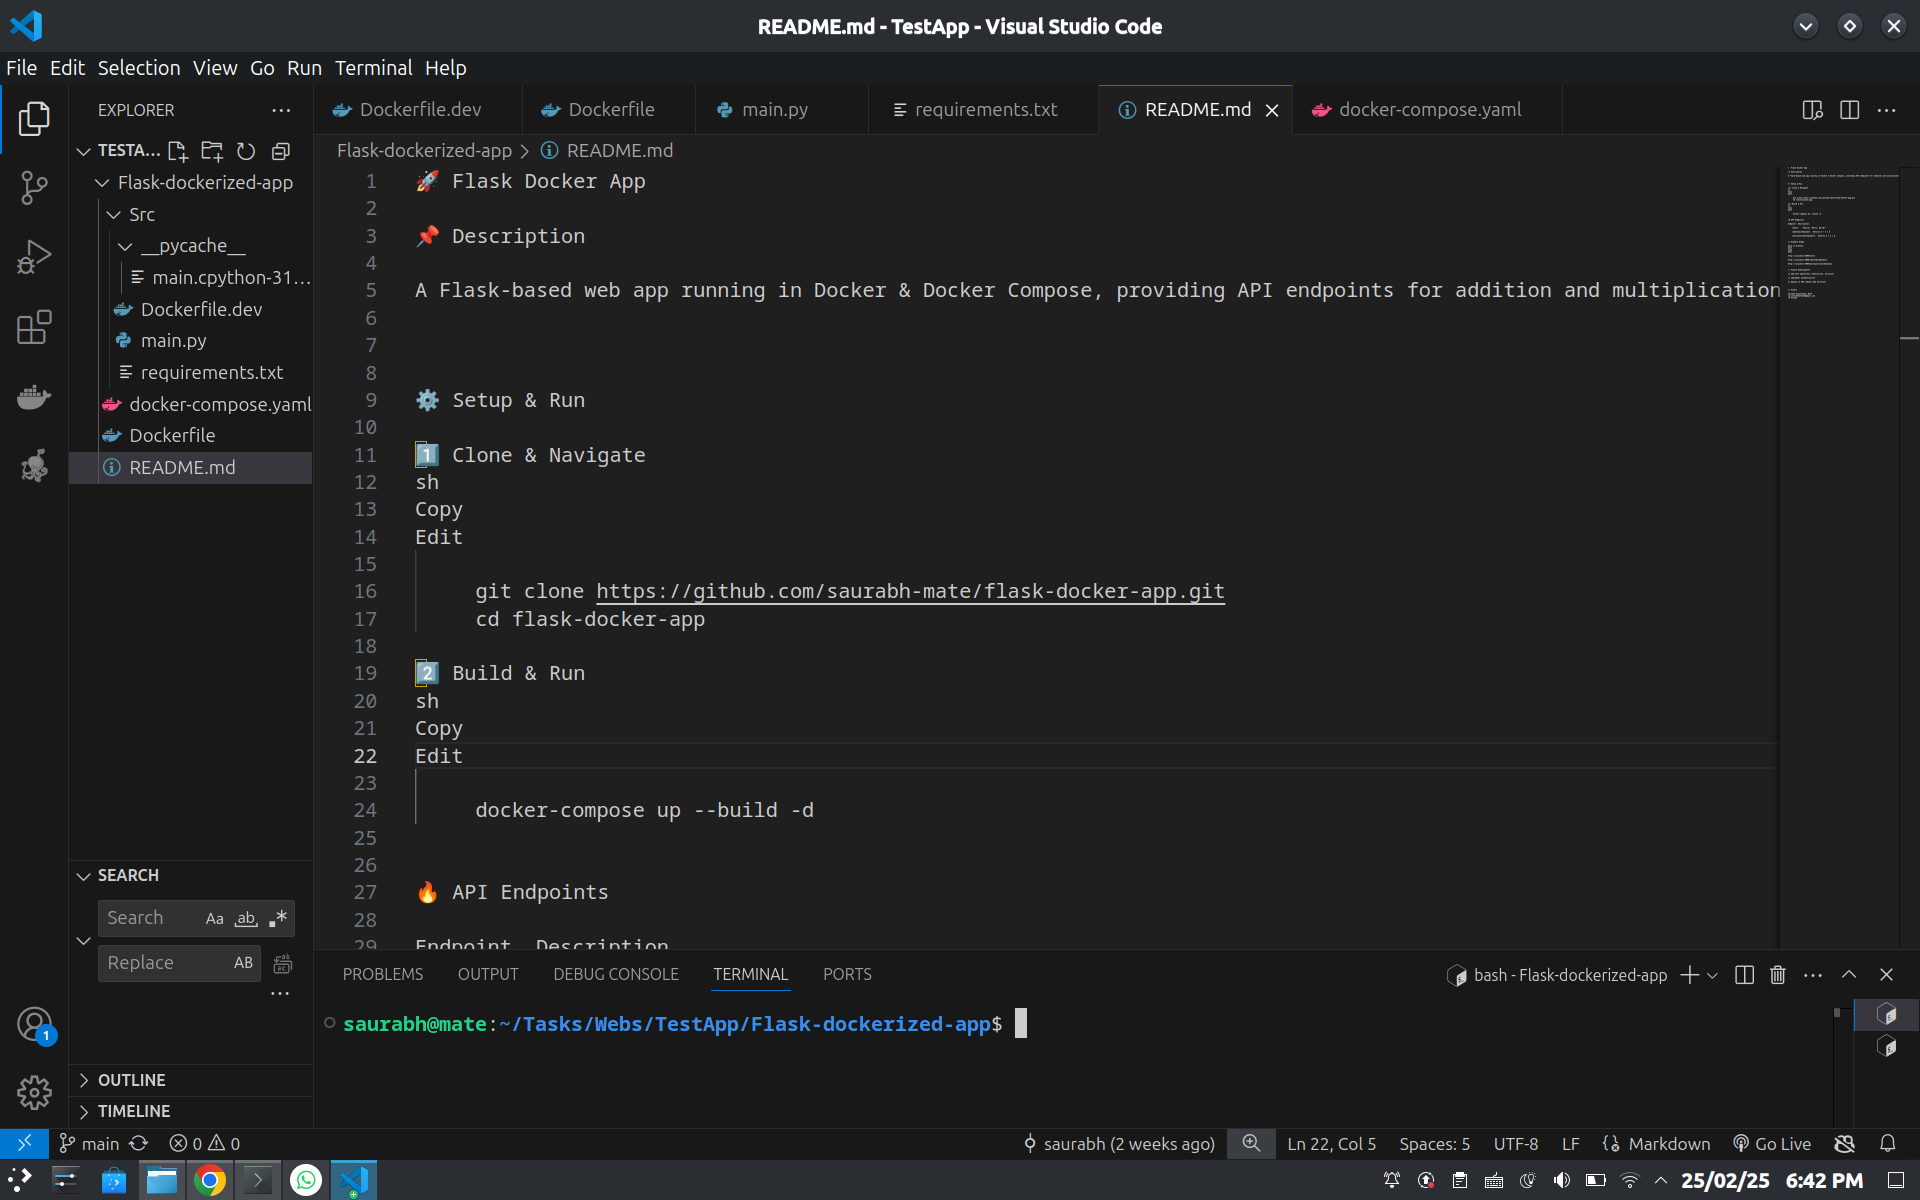 README.md - TestApp - Visual Studio Code
File Edit Selection View Go Run Terminal Help
EXPLORER
TESTA...
Flask-dockerized-app
Src
__pycache__
main.cpython-31...
Dockerfile.dev
main.py
requirements.txt
docker-compose.yaml
Dockerfile
README.md
SEARCH
Search Aa ab
Replace AB
OUTLINE
TIMELINE
Dockerfile.dev Dockerfile main.py requirements.txt README.md docker-compose.yaml
Flask-dockerized-app > README.md
1 🚀 Flask Docker App
2
3 📌 Description
4
5 A Flask-based web app running in Docker & Docker Compose, providing API endpoints for addition and multiplication
6
7
8
9 ⚙️ Setup & Run
10
11 1️⃣ Clone & Navigate
12 sh
13 Copy
14 Edit
15
16 git clone https://github.com/saurabh-mate/flask-docker-app.git
17 cd flask-docker-app
18
19 2️⃣ Build & Run
20 sh
21 Copy
22 Edit
23
24 docker-compose up --build -d
25
26
27 🔥 API Endpoints
28
29 Endpoint Description
PROBLEMS OUTPUT DEBUG CONSOLE TERMINAL PORTS
bash - Flask-dockerized-app
saurabh@mate:~/Tasks/Webs/TestApp/Flask-dockerized-app$
1
main 0 0 saurabh (2 weeks ago) Ln 22, Col 5 Spaces: 5 UTF-8 LF Markdown Go Live
25/02/25 6:42 PM